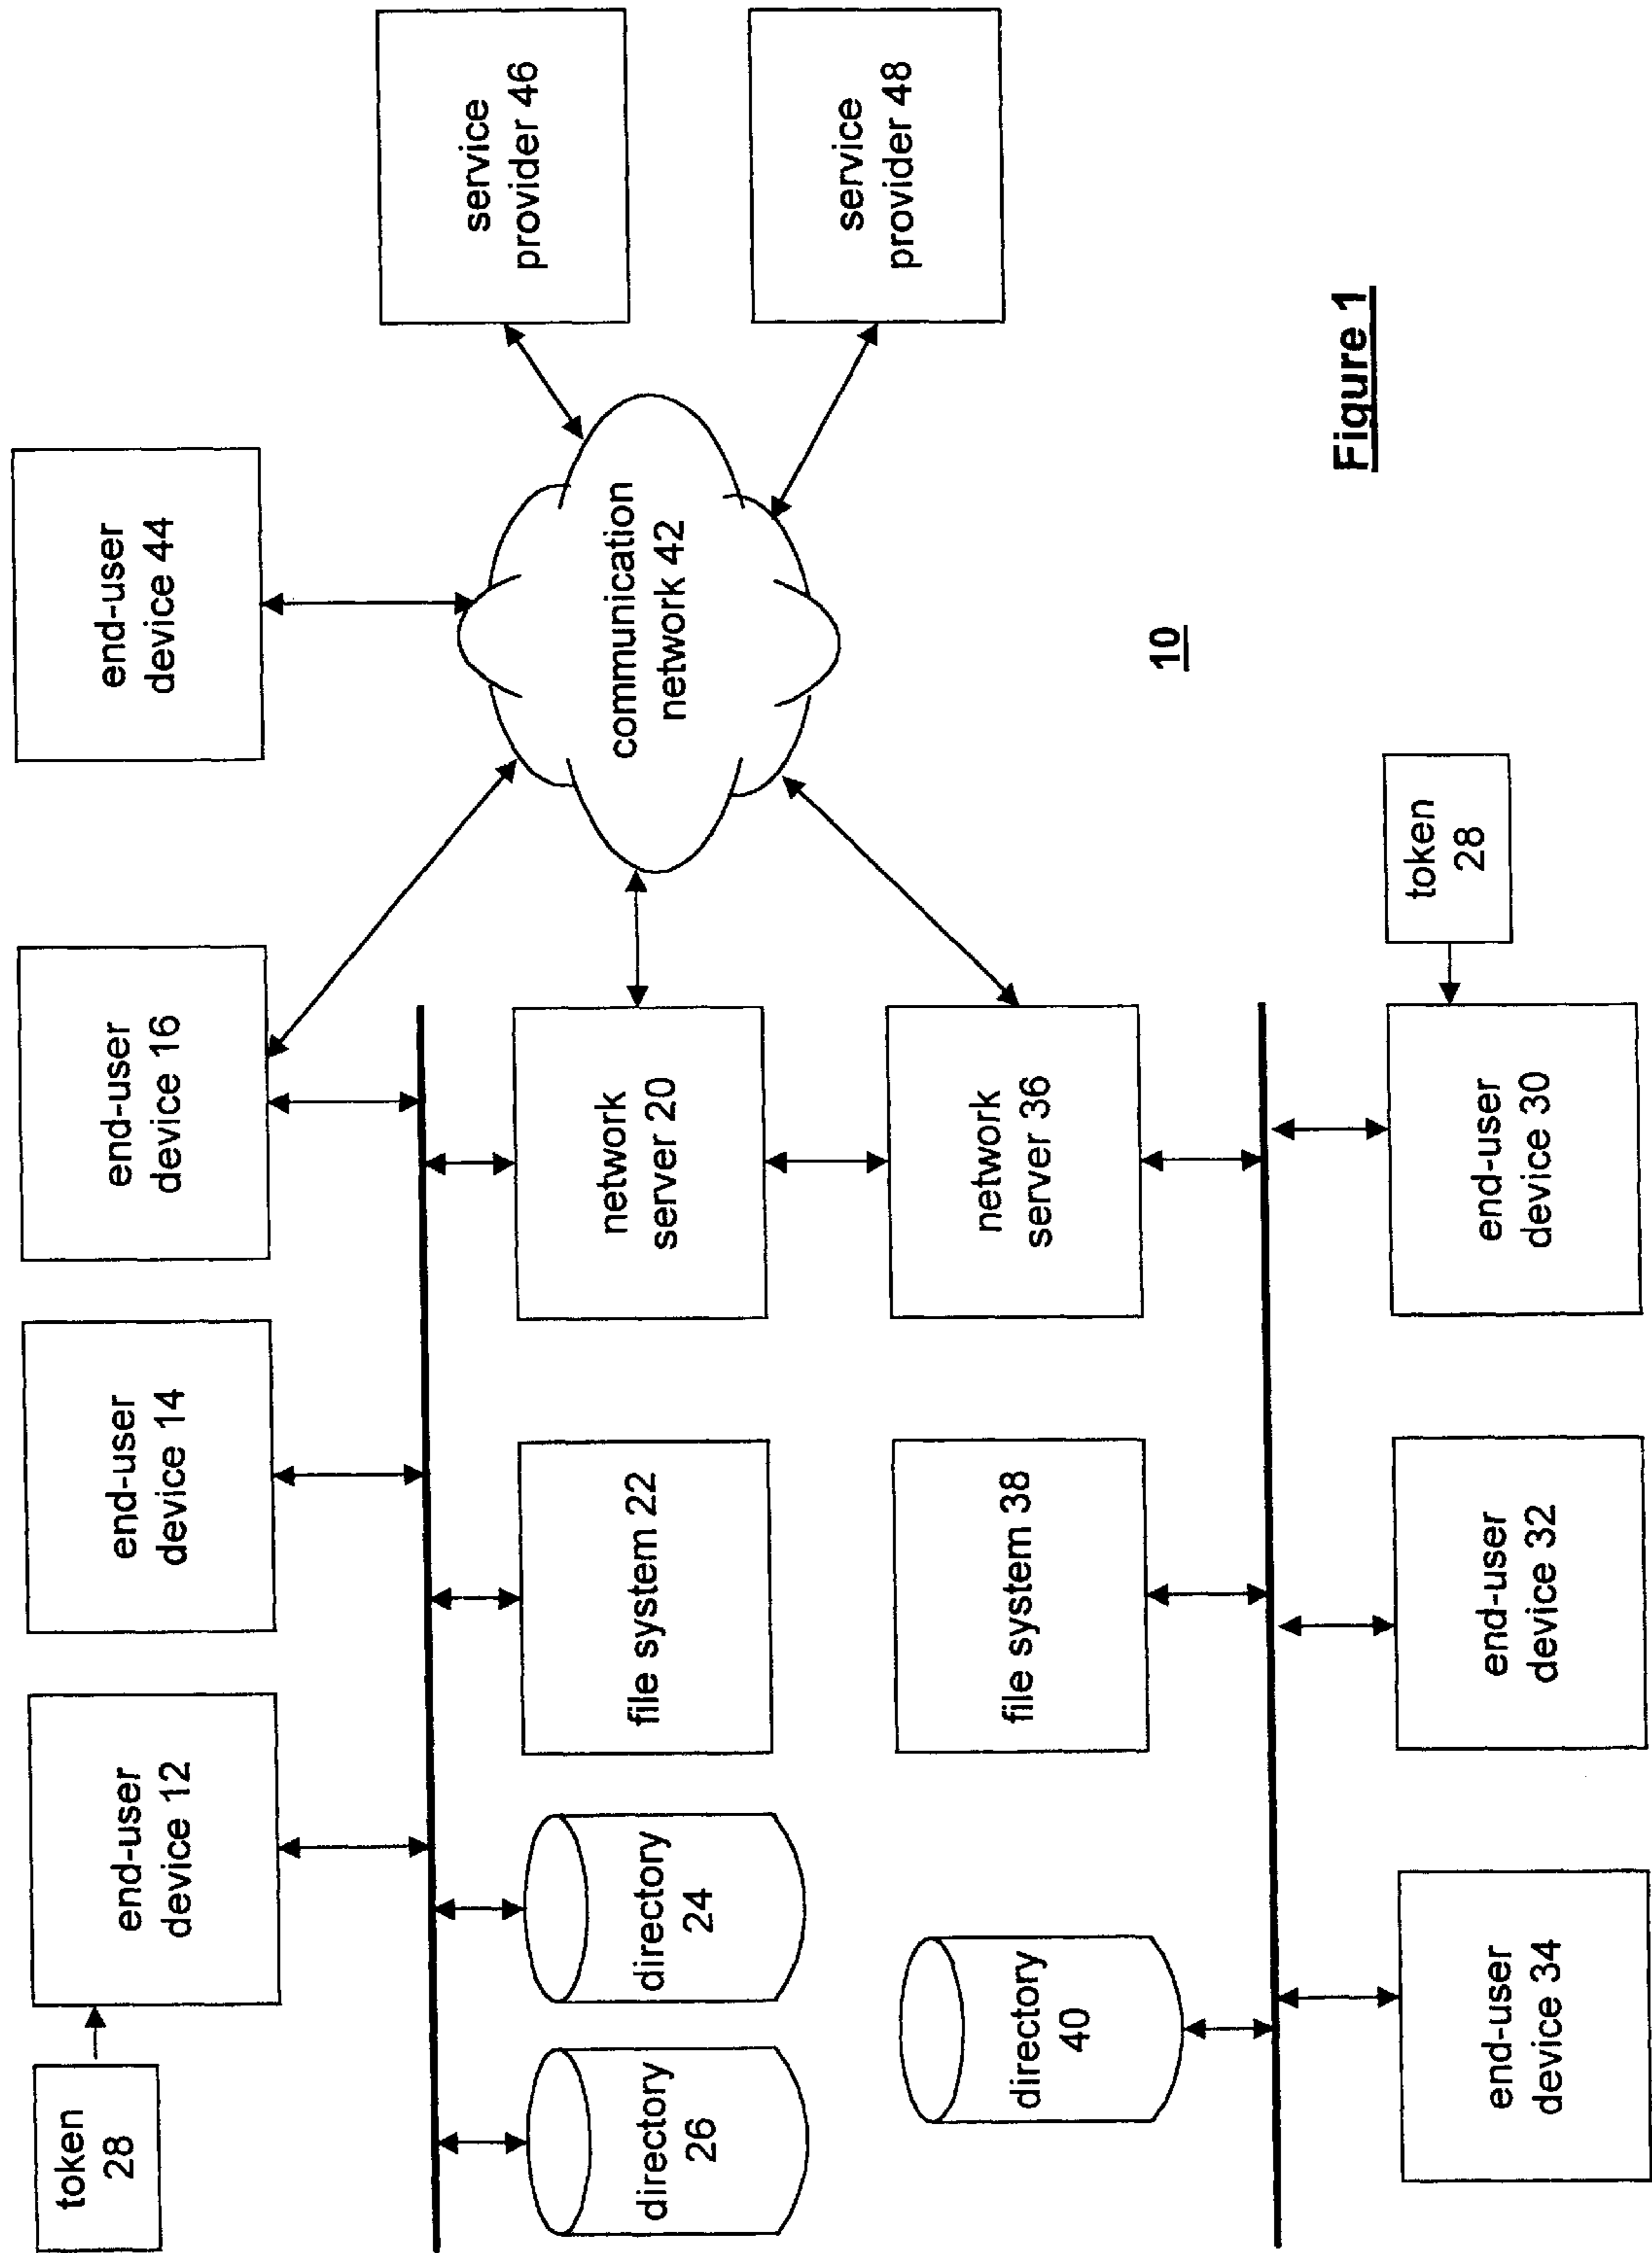 token
28
end-user
device 12
end-user
device 14
end-user
device 16
end-user
device 44
directory
26
directory
24
file system 22
network
server 20
communication
network 42
service
provider 46
service
provider 48
directory
40
file system 38
network
server 36
10
end-user
device 34
end-user
device 32
end-user
device 30
token
28
Figure 1